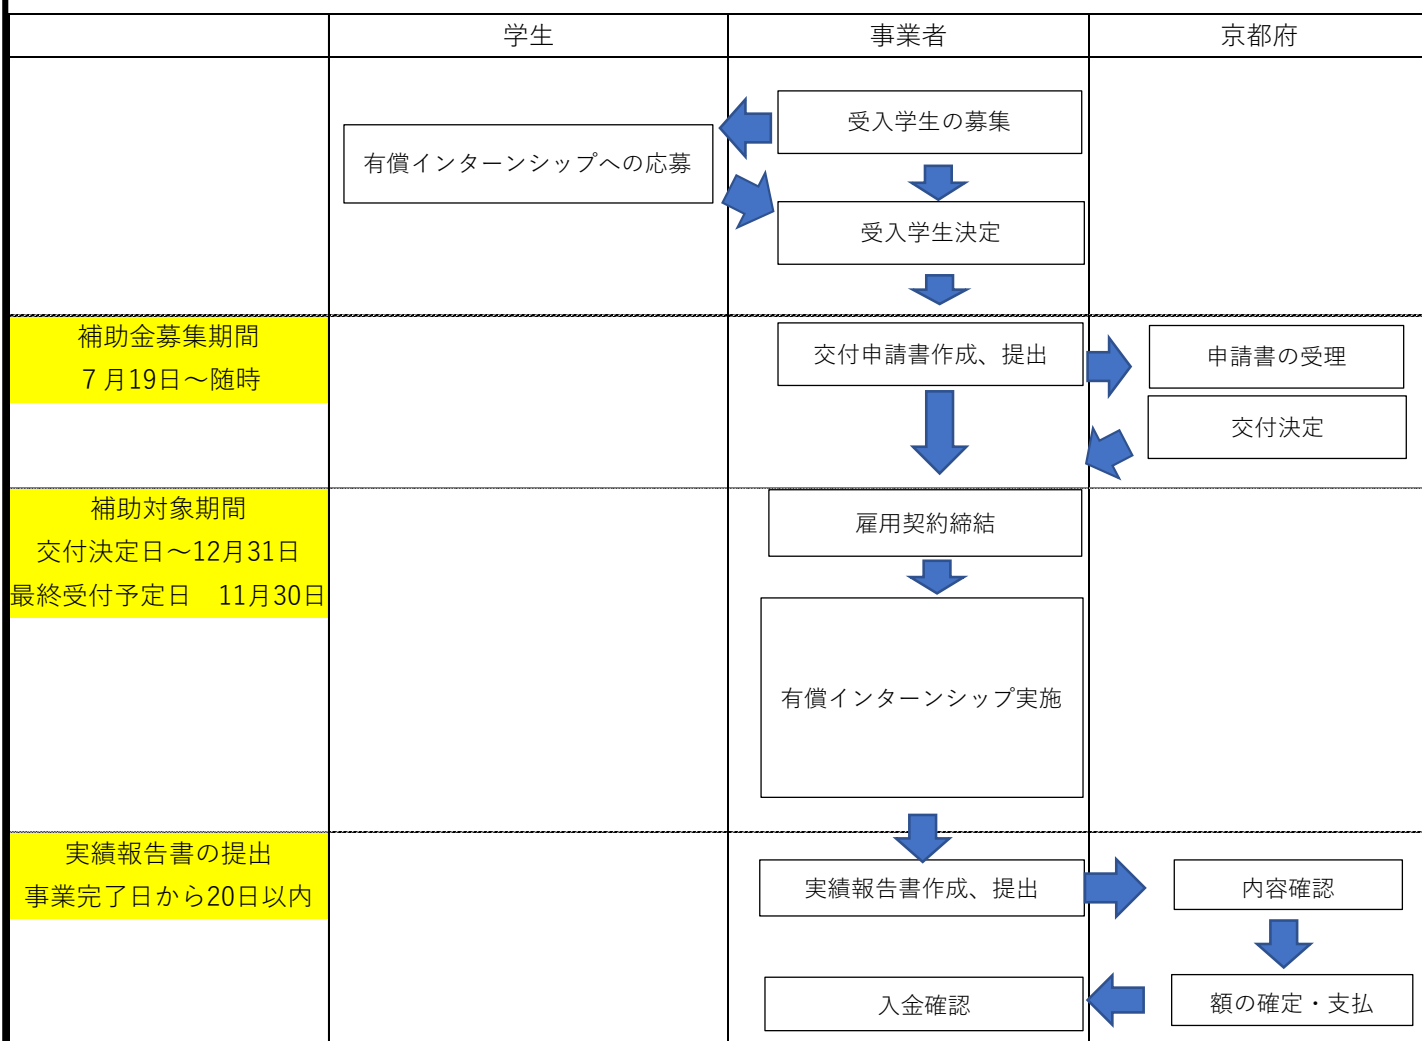 学生
事業者
京都府
受入学生の募集
有償インターンシップへの応募
受入学生決定
補助金募集期間
７月19日～随時
交付申請書作成、提出
申請書の受理
交付決定
補助対象期間
交付決定日～12月31日
最終受付予定日　11月30日
雇用契約締結
有償インターンシップ実施
実績報告書の提出
事業完了日から20日以内
実績報告書作成、提出
内容確認
入金確認
額の確定・支払